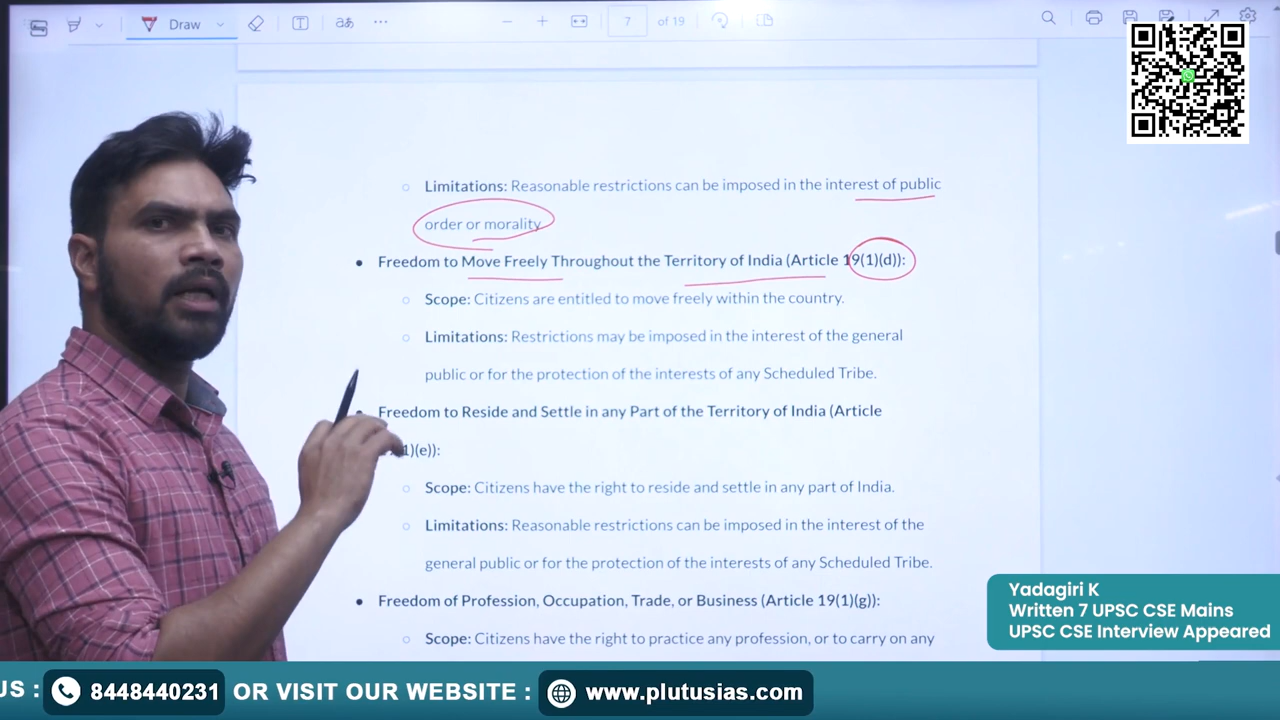 Draw
aあ
7
of 19
Limitations: Reasonable restrictions can be imposed in the interest of public
order or morality
Freedom to Move Freely Throughout the Territory of India (Article 19(1)(d)):
Scope: Citizens are entitled to move freely within the country.
Limitations: Restrictions may be imposed in the interest of the general
public or for the protection of the interests of any Scheduled Tribe.
Freedom to Reside and Settle in any Part of the Territory of India (Article
1)(e)):
Scope: Citizens have the right to reside and settle in any part of India.
Limitations: Reasonable restrictions can be imposed in the interest of the
general public or for the protection of the interests of any Scheduled Tribe.
Freedom of Profession, Occupation, Trade, or Business (Article 19(1)(g)):
Scope: Citizens have the right to practice any profession, or to carry on any
Yadagiri K
Written 7 UPSC CSE Mains
UPSC CSE Interview Appeared
US : 8448440231 OR VISIT OUR WEBSITE : www.plutusias.com